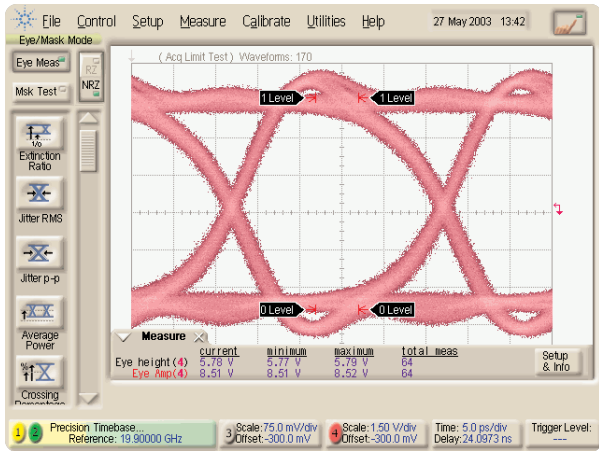 File Control Setup Measure Calibrate Utilities Help 27 May 2003 13:42
Eye/Mask Mode
Eye Meas
Msk Test
RZ
NRZ
Extinction
Ratio
Jitter RMS
Jitter p-p
Average
Power
Crossing
Percentage
( Acq Limit Test ) Waveforms: 170
1 Level 1 Level
0 Level 0 Level
Measure
current minimum maximum total meas
Eye height(4) 5.78 V 5.77 V 5.79 V 64
Eye Amp(4) 8.51 V 8.51 V 8.52 V 64
Setup
& Info
1 2 Precision Timebase...
Reference: 19.90000 GHz
3 Scale:75.0 mV/div
Offset:-300.0 mV
4 Scale:1.50 V/div
Offset:-300.0 mV
Time: 5.0 ps/div
Delay:24.0973 ns
Trigger Level:
---